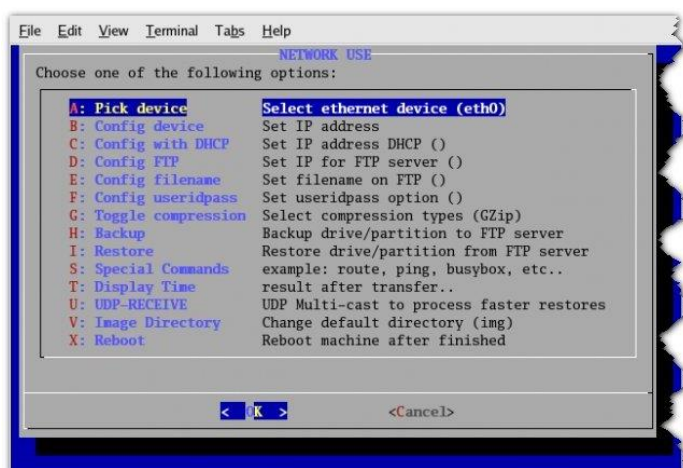 File Edit View Terminal Tabs Help
NETWORK USE
Choose one of the following options:
A: Pick device Select ethernet device (eth0)
B: Config device Set IP address
C: Config with DHCP Set IP address DHCP ()
D: Config FTP Set IP for FTP server ()
E: Config filename Set filename on FTP ()
F: Config useridpass Set useridpass option ()
G: Toggle compression Select compression types (GZip)
H: Backup Backup drive/partition to FTP server
I: Restore Restore drive/partition from FTP server
S: Special Commands example: route, ping, busybox, etc..
T: Display Time result after transfer..
U: UDP-RECEIVE UDP Multi-cast to process faster restores
V: Image Directory Change default directory (img)
X: Reboot Reboot machine after finished
< OK > <Cancel>